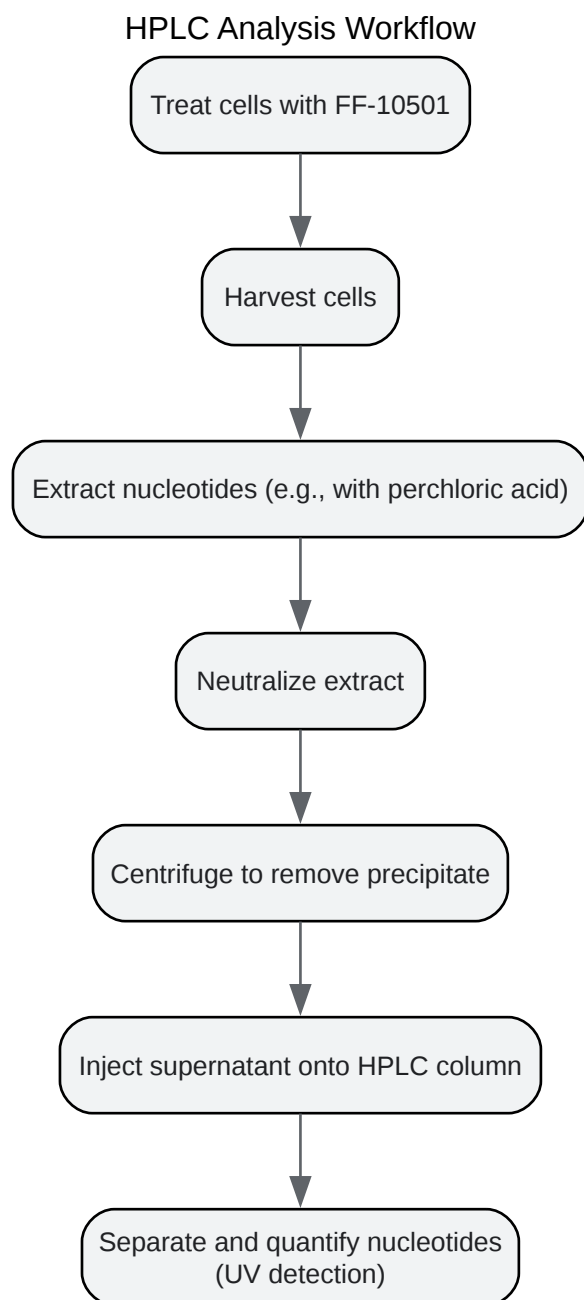 HPLC Analysis Workflow
Treat cells with FF-10501
Harvest cells
Extract nucleotides (e.g., with perchloric acid)
Neutralize extract
Centrifuge to remove precipitate
Inject supernatant onto HPLC column
Separate and quantify nucleotides
(UV detection)